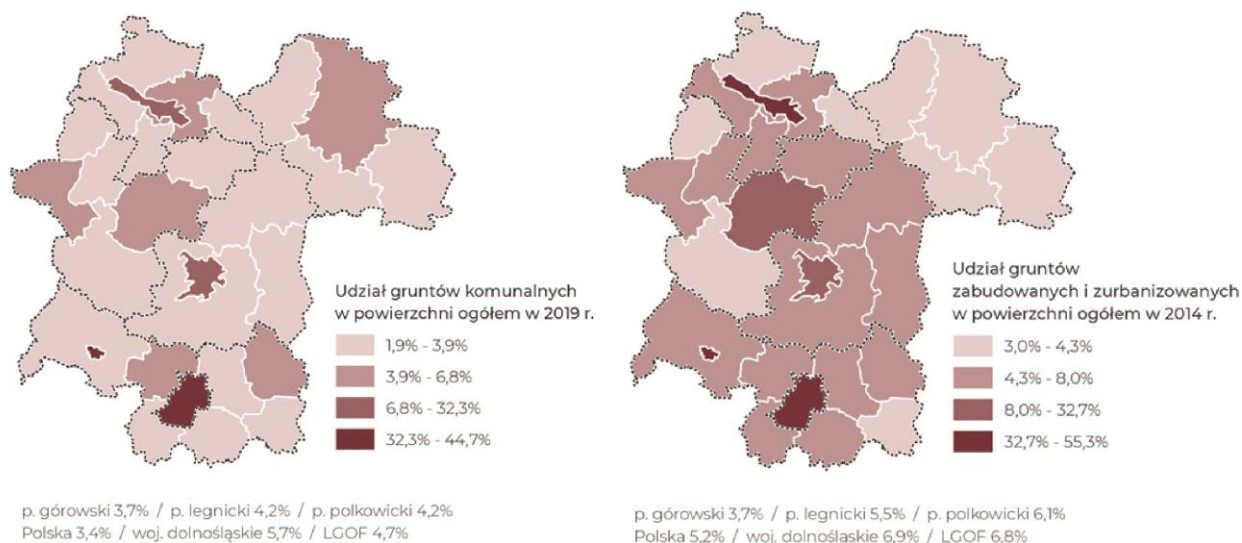 Udział gruntów komunalnych
w powierzchni ogółem w 2019 r.
1,9% - 3,9%
3,9% - 6,8%
6,8% - 32,3%
32,3% - 44,7%
p. górowski 3,7% / p. legnicki 4,2% / p. polkowicki 4,2%
Polska 3,4% / woj. dolnośląskie 5,7% / LGOF 4,7%
Udział gruntów
zabudowanych i zurbanizowanych
w powierzchni ogółem w 2014 r.
3,0% - 4,3%
4,3% - 8,0%
8,0% - 32,7%
32,7% - 55,3%
p. górowski 3,7% / p. legnicki 5,5% / p. polkowicki 6,1%
Polska 5,2% / woj. dolnośląskie 6,9% / LGOF 6,8%